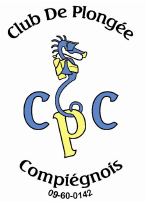 Club De Plongée
CPC
Compiégnois
09-60-0142